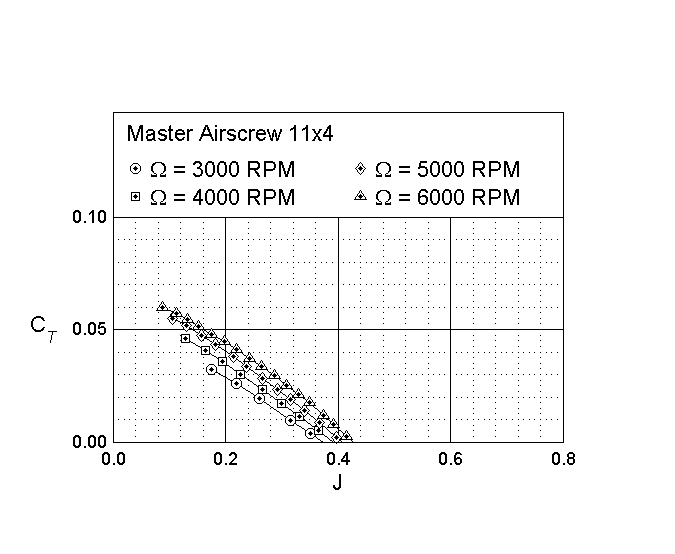 Master Airscrew 11x4
Ω = 3000 RPM Ω = 5000 RPM
Ω = 4000 RPM Ω = 6000 RPM
0.10
0.05
C_T
0.00
0.0 0.2 0.4 0.6 0.8
J